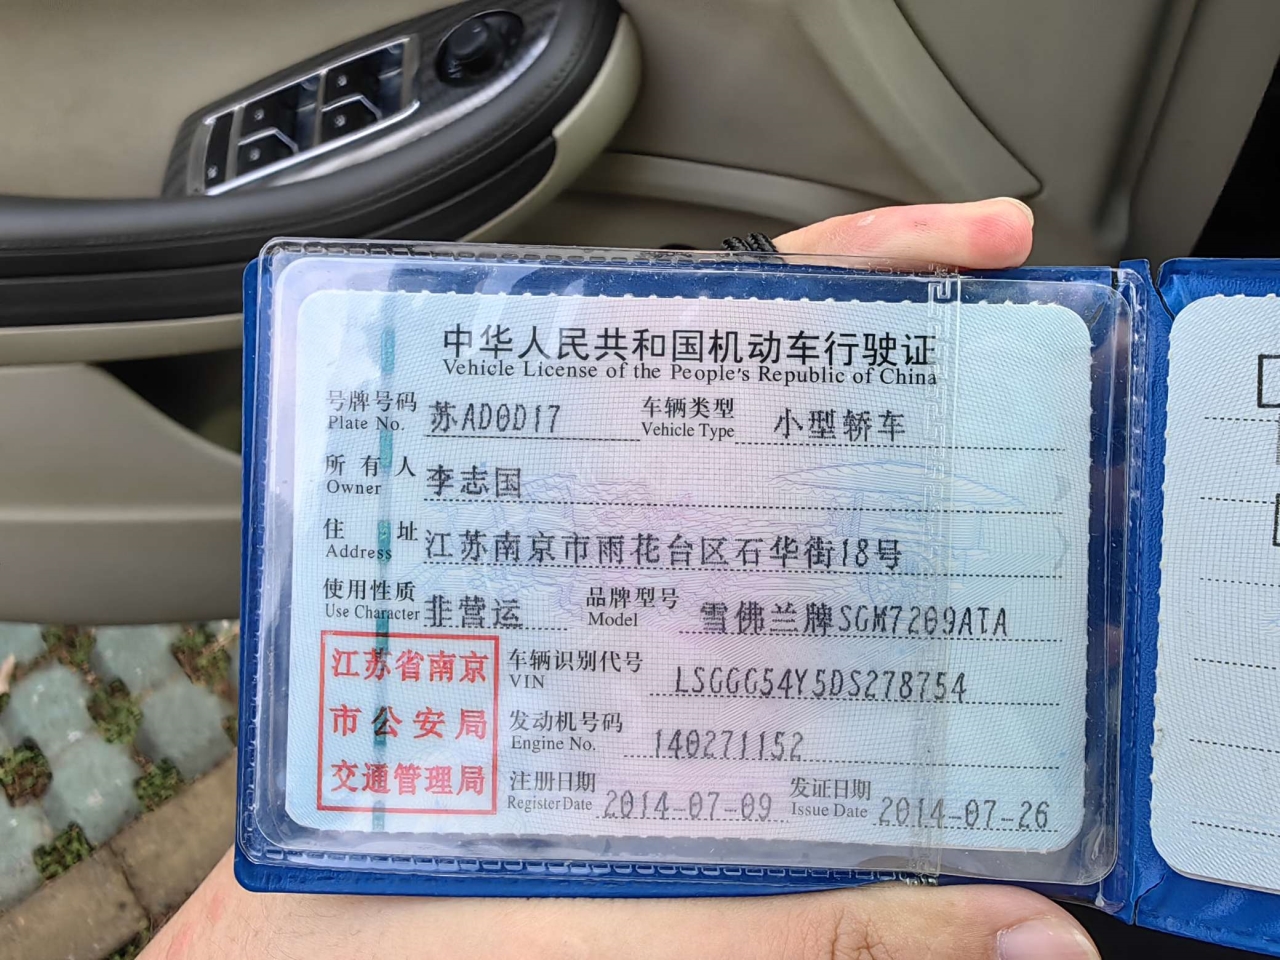 中华人民共和国机动车行驶证
Vehicle License of the People's Republic of China
号牌号码 苏AD0D17 车辆类型 小型轿车
Plate No. Vehicle Type
所有人 李志国
Owner
住址 江苏南京市雨花台区石华街18号
Address
使用性质 非营运 品牌型号 雪佛兰牌SGM7209ATA
Use Character Model
江苏省南京
市公安局
交通管理局
车辆识别代号 LSGGG54Y5DS278754
VIN
发动机号码 140271152
Engine No.
注册日期 2014-07-09 发证日期 2014-07-26
Register Date Issue Date